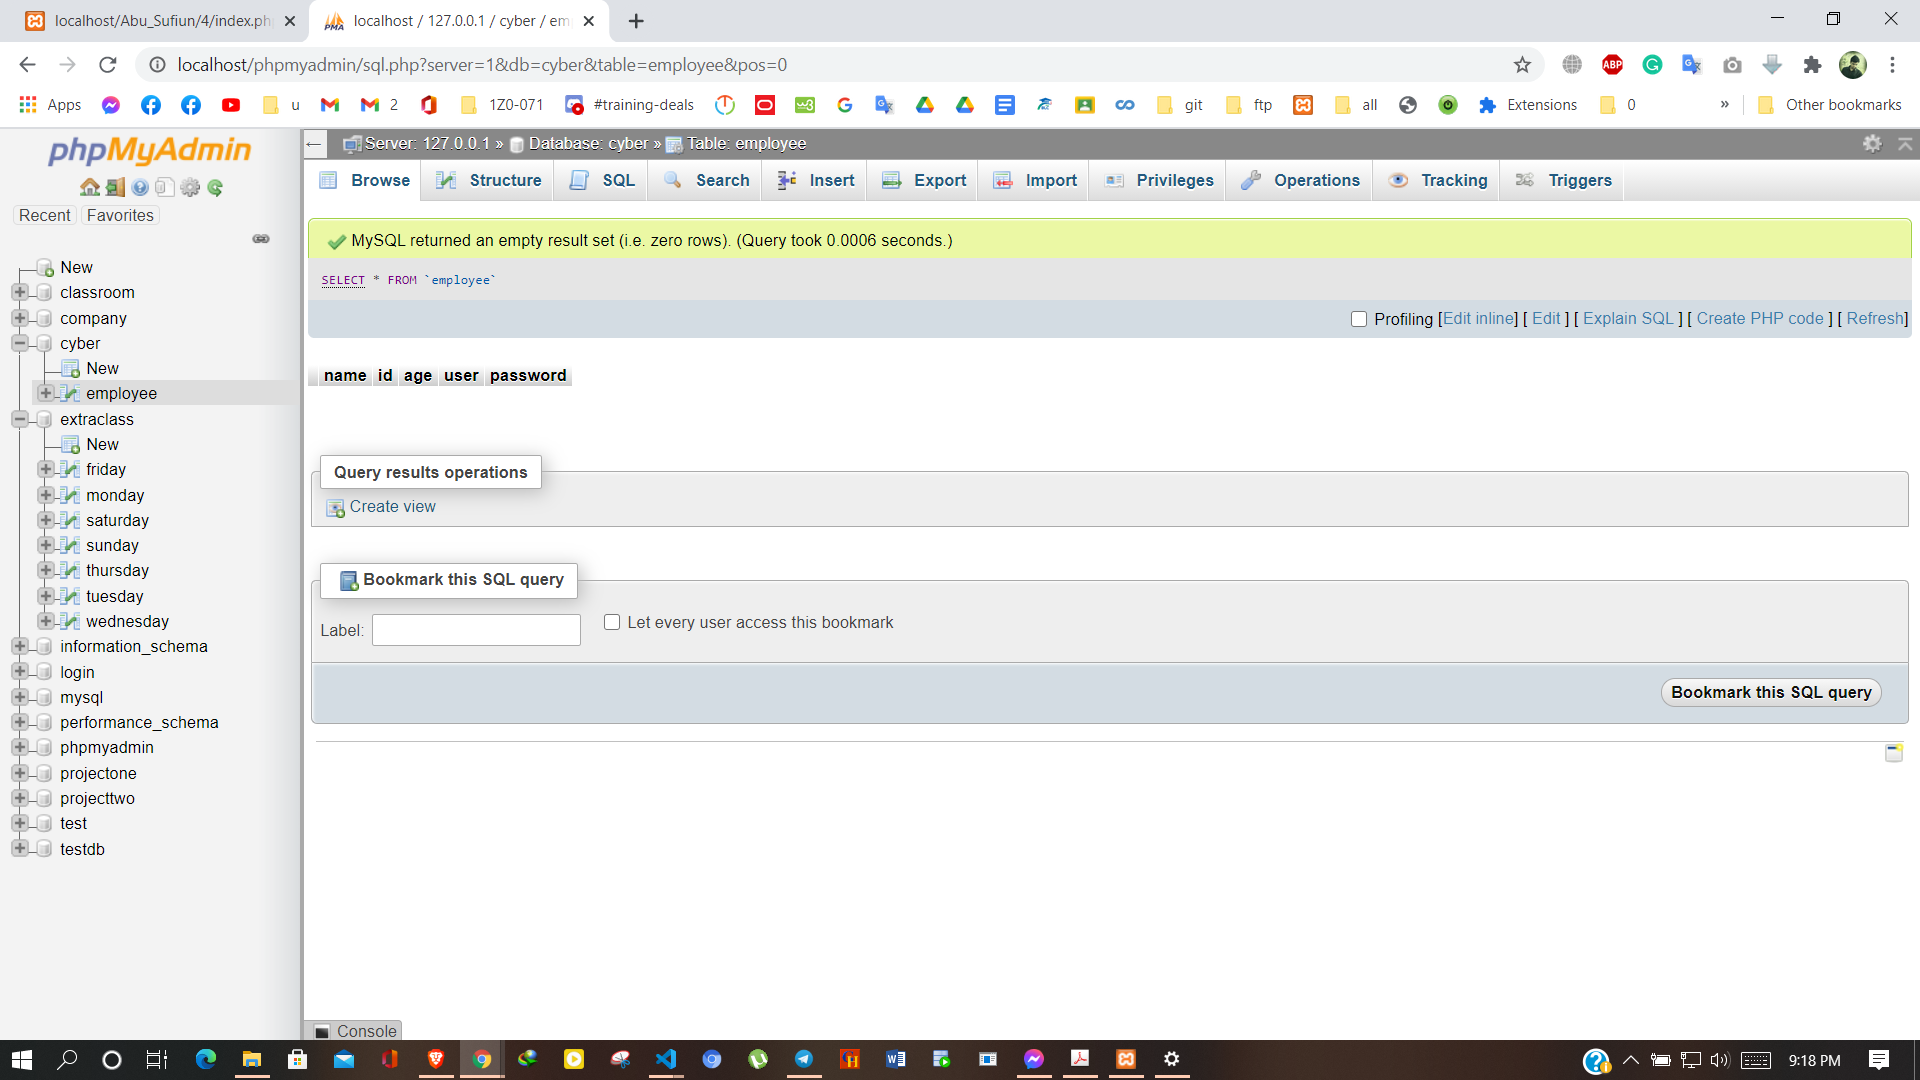 localhost/Abu_Sufiun/4/index.ph
localhost / 127.0.0.1 / cyber / em
localhost/phpmyadmin/sql.php?server=1&db=cyber&table=employee&pos=0
Apps u 2 1Z0-071 #training-deals git ftp all Extensions 0 » Other bookmarks
phpMyAdmin
Recent Favorites
New
classroom
company
cyber
New
employee
extraclass
New
friday
monday
saturday
sunday
thursday
tuesday
wednesday
information_schema
login
mysql
performance_schema
phpmyadmin
projectone
projecttwo
test
testdb
Server: 127.0.0.1 » Database: cyber » Table: employee
Browse Structure SQL Search Insert Export Import Privileges Operations Tracking Triggers
MySQL returned an empty result set (i.e. zero rows). (Query took 0.0006 seconds.)
SELECT * FROM `employee`
Profiling [Edit inline] [ Edit ] [ Explain SQL ] [ Create PHP code ] [ Refresh]
name id age user password
Query results operations
Create view
Bookmark this SQL query
Label: Let every user access this bookmark
Bookmark this SQL query
Console
9:18 PM